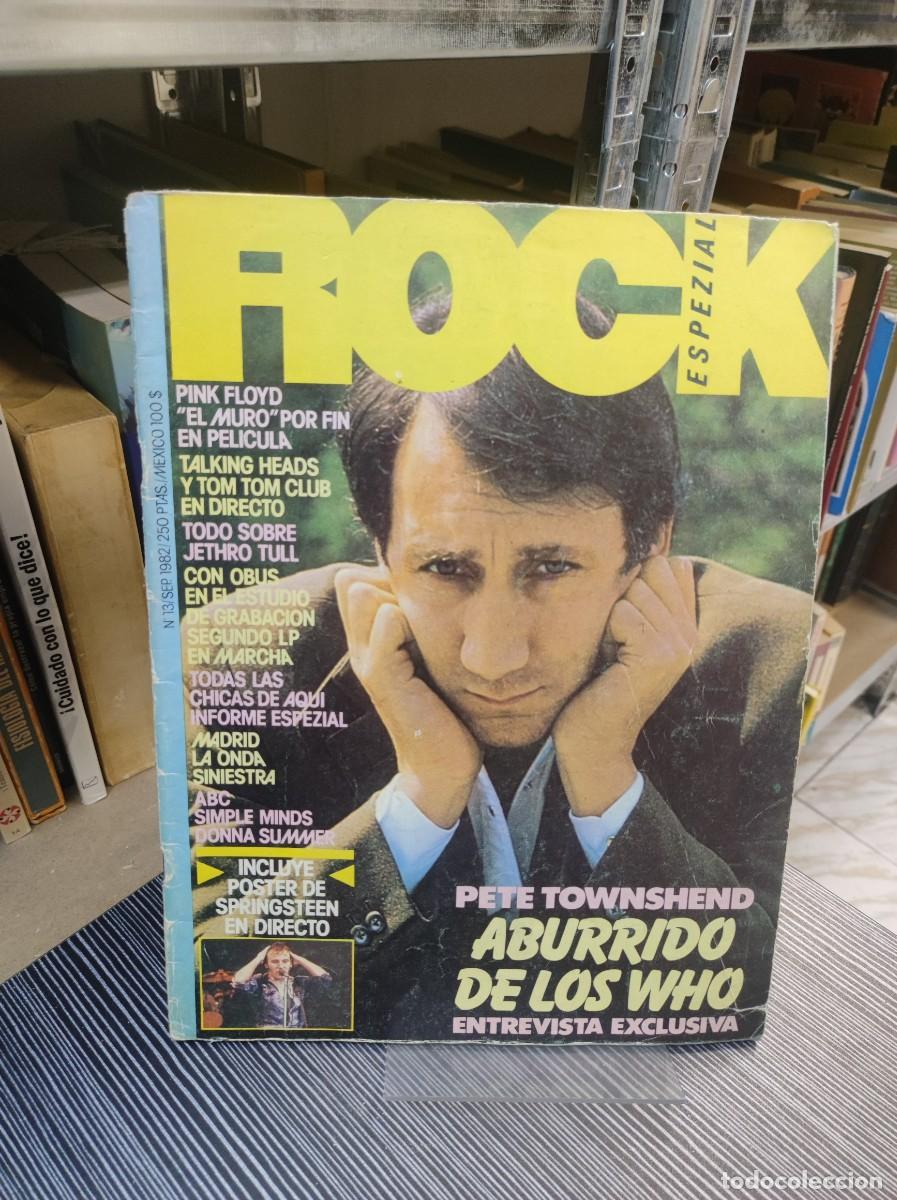 ROCK
ESPEZIAL
Nº 13/SEP 1982/250 PTAS./MEXICO 100 $
PINK FLOYD
"EL MURO" POR FIN
EN PELICULA
TALKING HEADS
Y TOM TOM CLUB
EN DIRECTO
TODO SOBRE
JETHRO TULL
CON OBUS
EN EL ESTUDIO
DE GRABACION
SEGUNDO LP
EN MARCHA
TODAS LAS
CHICAS DE AQUI
INFORME ESPEZIAL
MADRID
LA ONDA
SINIESTRA
ABC
SIMPLE MINDS
DONNA SUMMER
INCLUYE
POSTER DE
SPRINGSTEEN
EN DIRECTO
PETE TOWNSHEND
ABURRIDO
DE LOS WHO
ENTREVISTA EXCLUSIVA
¡Cuidado con lo que dice!
todocoleccion